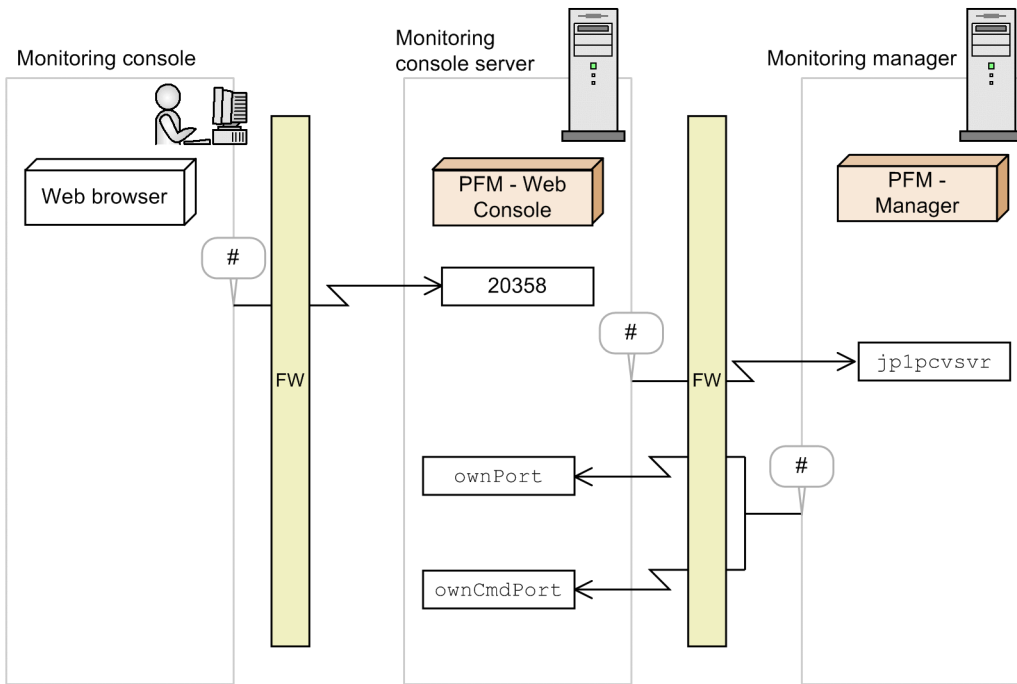 Monitoring console
Monitoring
console server
Monitoring manager
Web browser
PFM - Web
Console
PFM -
Manager
#
20358
#
jp1pcvsvr
FW
FW
ownPort
#
ownCmdPort